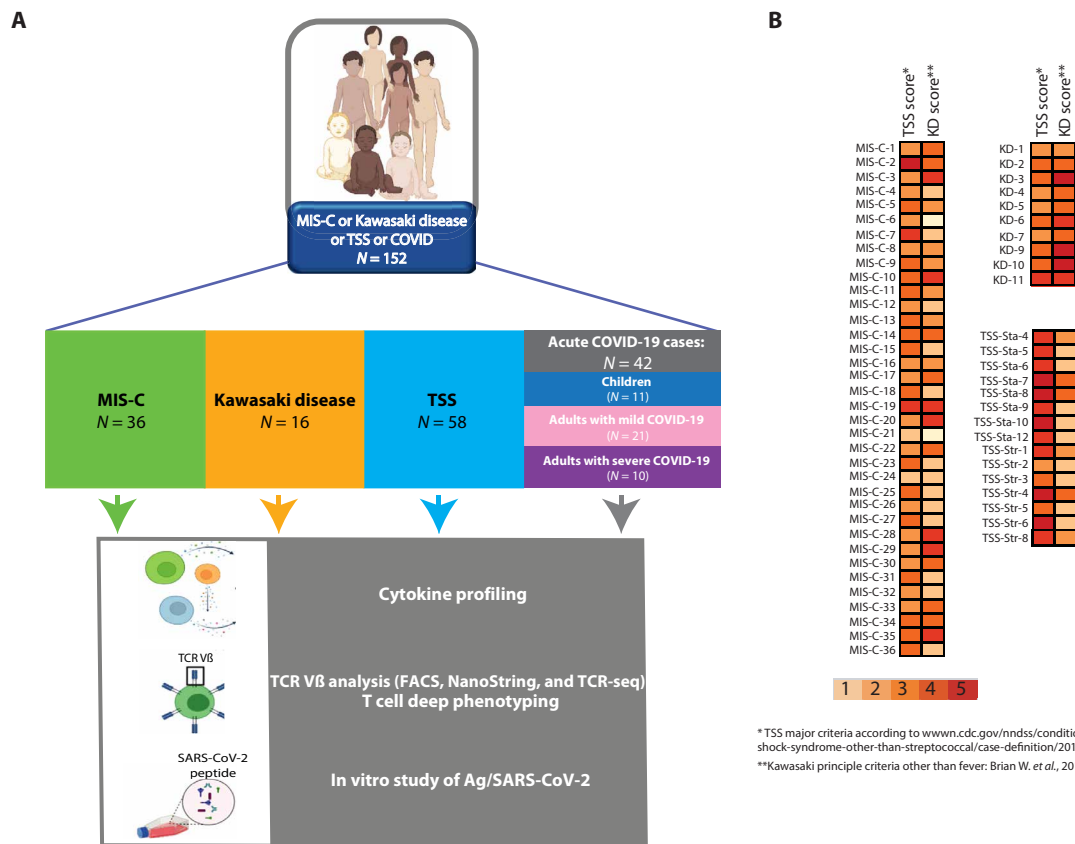 A
MIS-C or Kawasaki disease
or TSS or COVID
N = 152
MIS-C
N = 36
Kawasaki disease
N = 16
TSS
N = 58
Acute COVID-19 cases:
N = 42
Children
(N = 11)
Adults with mild COVID-19
(N = 21)
Adults with severe COVID-19
(N = 10)
Cytokine profiling
TCR Vß
TCR Vß analysis (FACS, NanoString, and TCR-seq)
T cell deep phenotyping
SARS-CoV-2
peptide
In vitro study of Ag/SARS-CoV-2
B
TSS score*
KD score**
MIS-C-1
MIS-C-2
MIS-C-3
MIS-C-4
MIS-C-5
MIS-C-6
MIS-C-7
MIS-C-8
MIS-C-9
MIS-C-10
MIS-C-11
MIS-C-12
MIS-C-13
MIS-C-14
MIS-C-15
MIS-C-16
MIS-C-17
MIS-C-18
MIS-C-19
MIS-C-20
MIS-C-21
MIS-C-22
MIS-C-23
MIS-C-24
MIS-C-25
MIS-C-26
MIS-C-27
MIS-C-28
MIS-C-29
MIS-C-30
MIS-C-31
MIS-C-32
MIS-C-33
MIS-C-34
MIS-C-35
MIS-C-36
TSS score*
KD score**
KD-1
KD-2
KD-3
KD-4
KD-5
KD-6
KD-7
KD-9
KD-10
KD-11
TSS-Sta-4
TSS-Sta-5
TSS-Sta-6
TSS-Sta-7
TSS-Sta-8
TSS-Sta-9
TSS-Sta-10
TSS-Sta-12
TSS-Str-1
TSS-Str-2
TSS-Str-3
TSS-Str-4
TSS-Str-5
TSS-Str-6
TSS-Str-8
1 2 3 4 5
* TSS major criteria according to wwwn.cdc.gov/nndss/conditio
shock-syndrome-other-than-streptococcal/case-definition/201
**Kawasaki principle criteria other than fever: Brian W. et al., 20